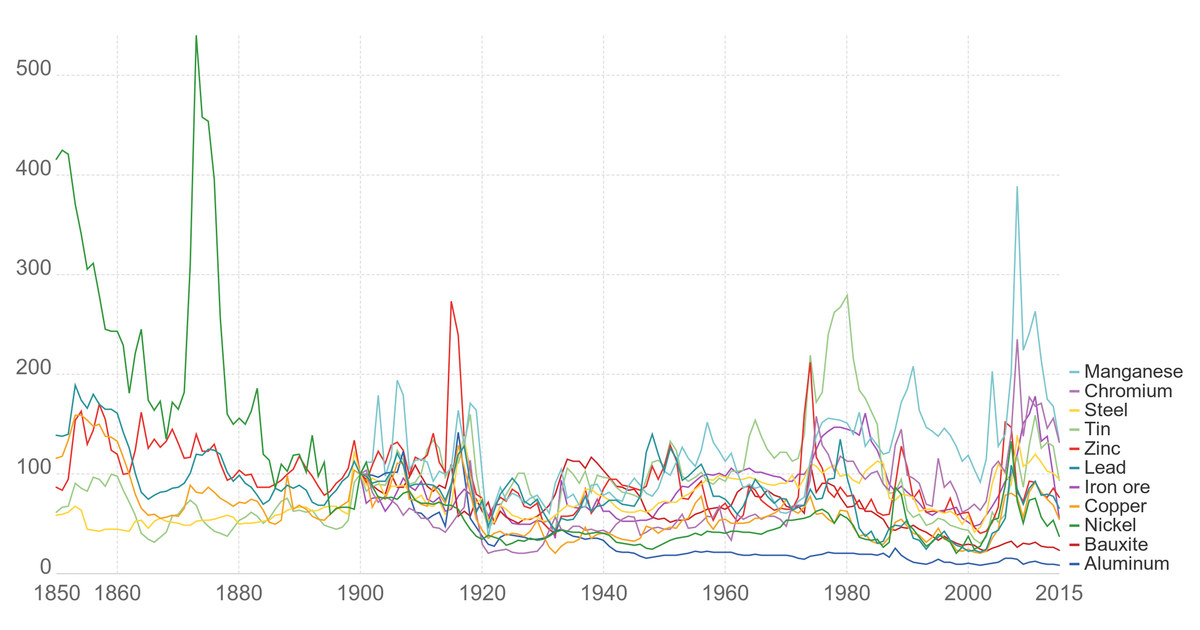 500
400
300
200
100
0
1850 1860 1880 1900 1920 1940 1960 1980 2000 2015
Manganese
Chromium
Steel
Tin
Zinc
Lead
Iron ore
Copper
Nickel
Bauxite
Aluminum